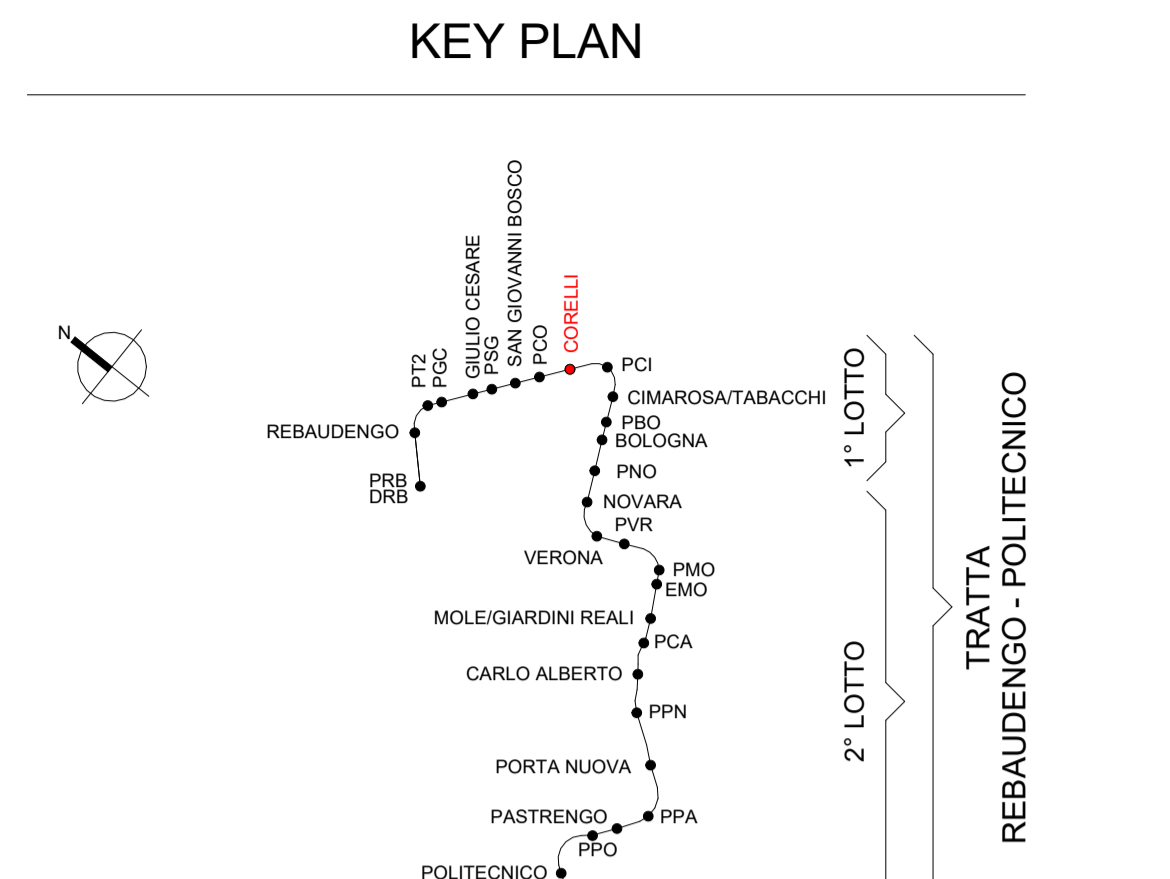 KEY PLAN
N
PT2
PGC
GIULIO CESARE
PSG
SAN GIOVANNI BOSCO
PCO
CORELLI
PCI
CIMAROSA/TABACCHI
PBO
BOLOGNA
REBAUDENGO
PRB
DRB
PNO
NOVARA
PVR
VERONA
PMO
EMO
MOLE/GIARDINI REALI
PCA
CARLO ALBERTO
PPN
PORTA NUOVA
PASTRENGO
PPA
PPO
POLITECNICO
1° LOTTO
2° LOTTO
TRATTA
REBAUDENGO - POLITECNICO